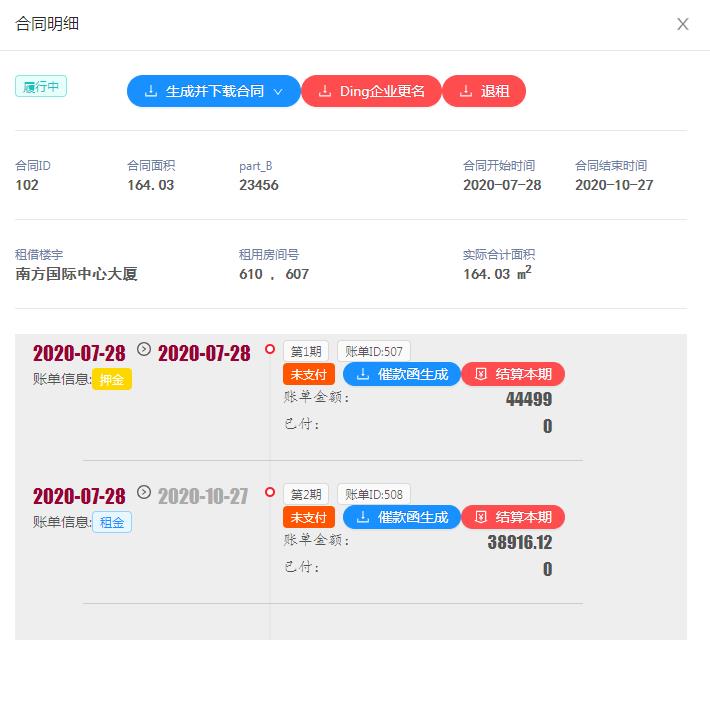 合同明细
履行中
生成并下载合同
Ding企业更名
退租
合同ID 合同面积 part_B 合同开始时间 合同结束时间
102 164.03 23456 2020-07-28 2020-10-27
租借楼宇 租用房间号 实际合计面积
南方国际中心大厦 610 , 607 164.03 m²
2020-07-28 2020-07-28 第1期 账单ID:507
账单信息:押金 未支付 催款函生成 结算本期
账单金额: 44499
已付: 0
2020-07-28 2020-10-27 第2期 账单ID:508
账单信息:租金 未支付 催款函生成 结算本期
账单金额: 38916.12
已付: 0